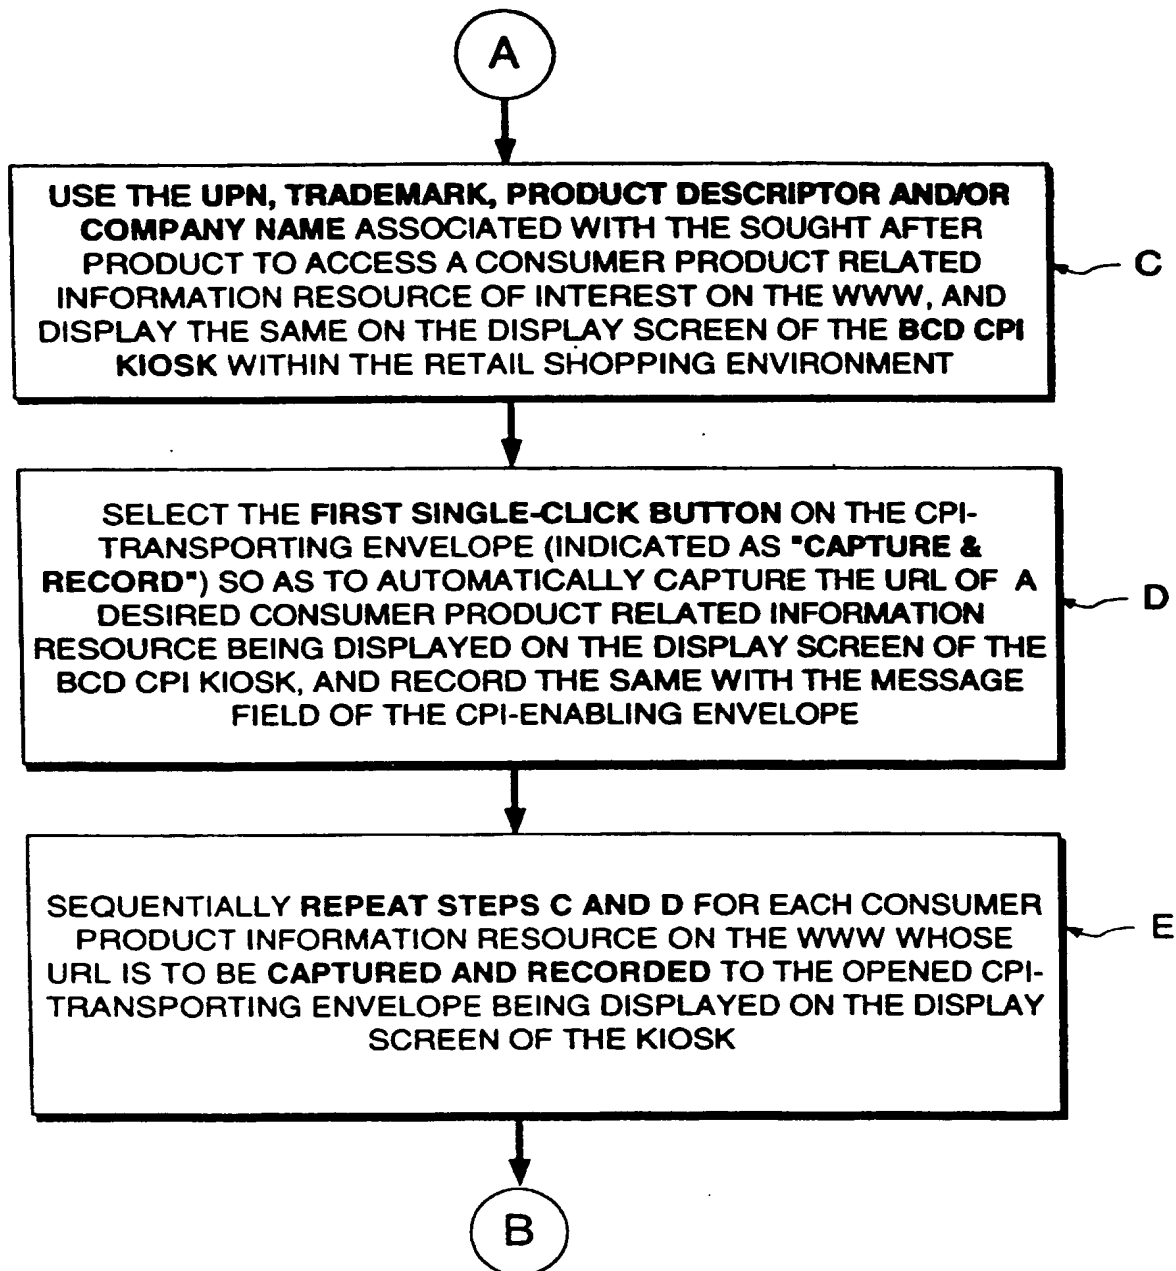 A
USE THE UPN, TRADEMARK, PRODUCT DESCRIPTOR AND/OR
COMPANY NAME ASSOCIATED WITH THE SOUGHT AFTER
PRODUCT TO ACCESS A CONSUMER PRODUCT RELATED
INFORMATION RESOURCE OF INTEREST ON THE WWW, AND
DISPLAY THE SAME ON THE DISPLAY SCREEN OF THE BCD CPI
KIOSK WITHIN THE RETAIL SHOPPING ENVIRONMENT
C
SELECT THE FIRST SINGLE-CLICK BUTTON ON THE CPI-
TRANSPORTING ENVELOPE (INDICATED AS "CAPTURE &
RECORD") SO AS TO AUTOMATICALLY CAPTURE THE URL OF A
DESIRED CONSUMER PRODUCT RELATED INFORMATION
RESOURCE BEING DISPLAYED ON THE DISPLAY SCREEN OF THE
BCD CPI KIOSK, AND RECORD THE SAME WITH THE MESSAGE
FIELD OF THE CPI-ENABLING ENVELOPE
D
SEQUENTIALLY REPEAT STEPS C AND D FOR EACH CONSUMER
PRODUCT INFORMATION RESOURCE ON THE WWW WHOSE
URL IS TO BE CAPTURED AND RECORDED TO THE OPENED CPI-
TRANSPORTING ENVELOPE BEING DISPLAYED ON THE DISPLAY
SCREEN OF THE KIOSK
E
B